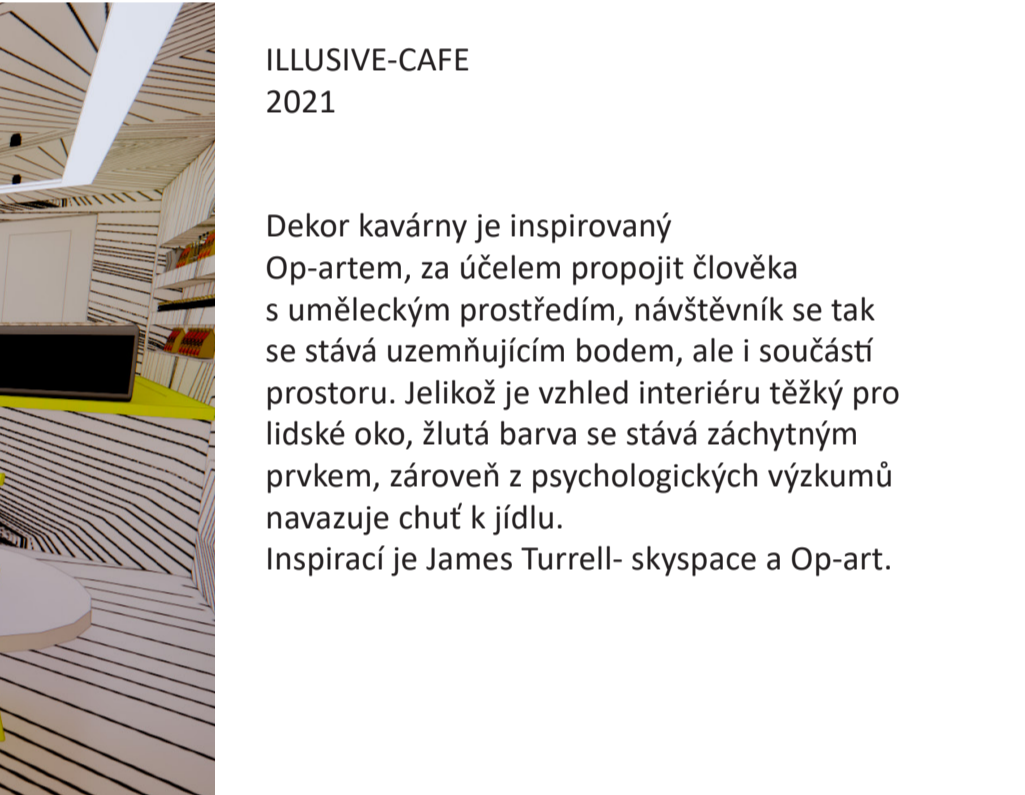 ILLUSIVE-CAFE
2021
Dekor kavárny je inspirovaný
Op-artem, za účelem propojit člověka
s uměleckým prostředím, návštěvník se tak
se stává uzemňujícím bodem, ale i součástí
prostoru. Jelikož je vzhled interiéru těžký pro
lidské oko, žlutá barva se stává záchytným
prvkem, zároveň z psychologických výzkumů
navazuje chuť k jídlu.
Inspirací je James Turrell- skyspace a Op-art.